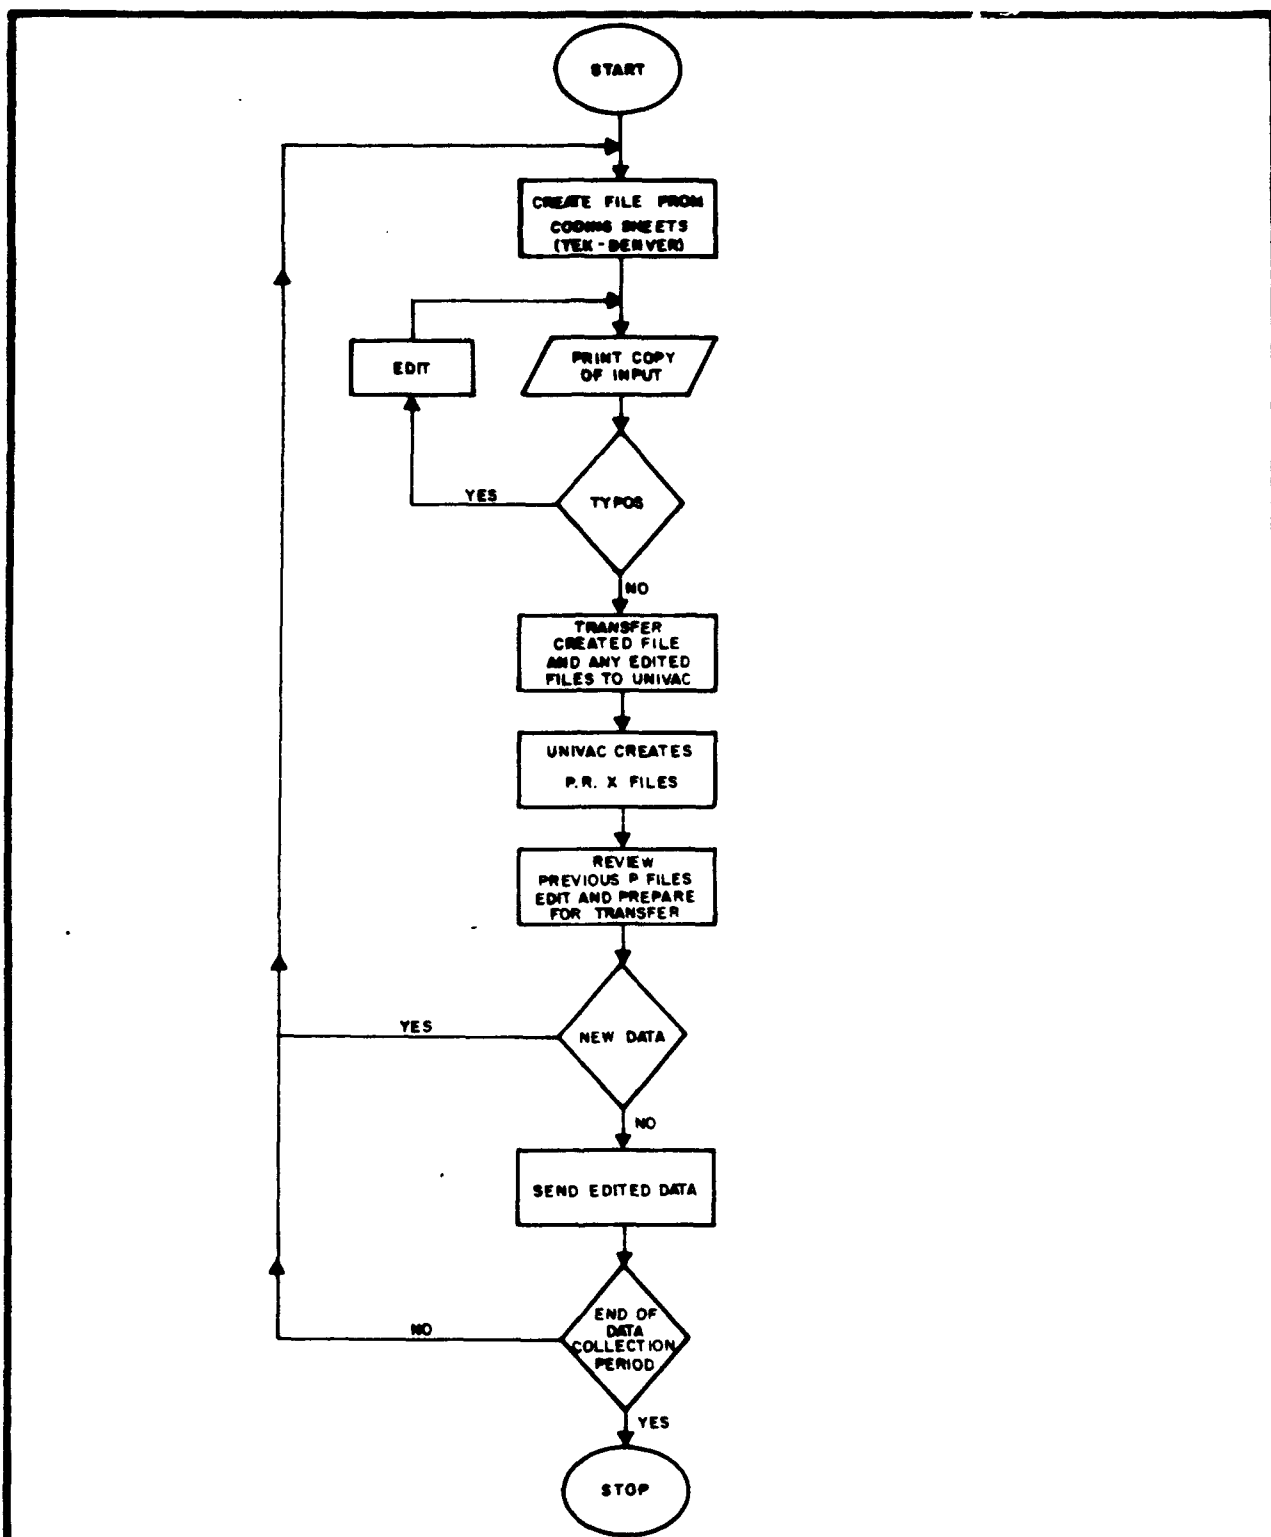 START
CREATE FILE FROM
CODING SHEETS
(TEK-DENVER)
EDIT
PRINT COPY
OF INPUT
YES
TYPOS
NO
TRANSFER
CREATED FILE
AND ANY EDITED
FILES TO UNIVAC
UNIVAC CREATES
P.R. X FILES
REVIEW
PREVIOUS P FILES
EDIT AND PREPARE
FOR TRANSFER
YES
NEW DATA
NO
SEND EDITED DATA
NO
END OF
DATA
COLLECTION
PERIOD
YES
STOP